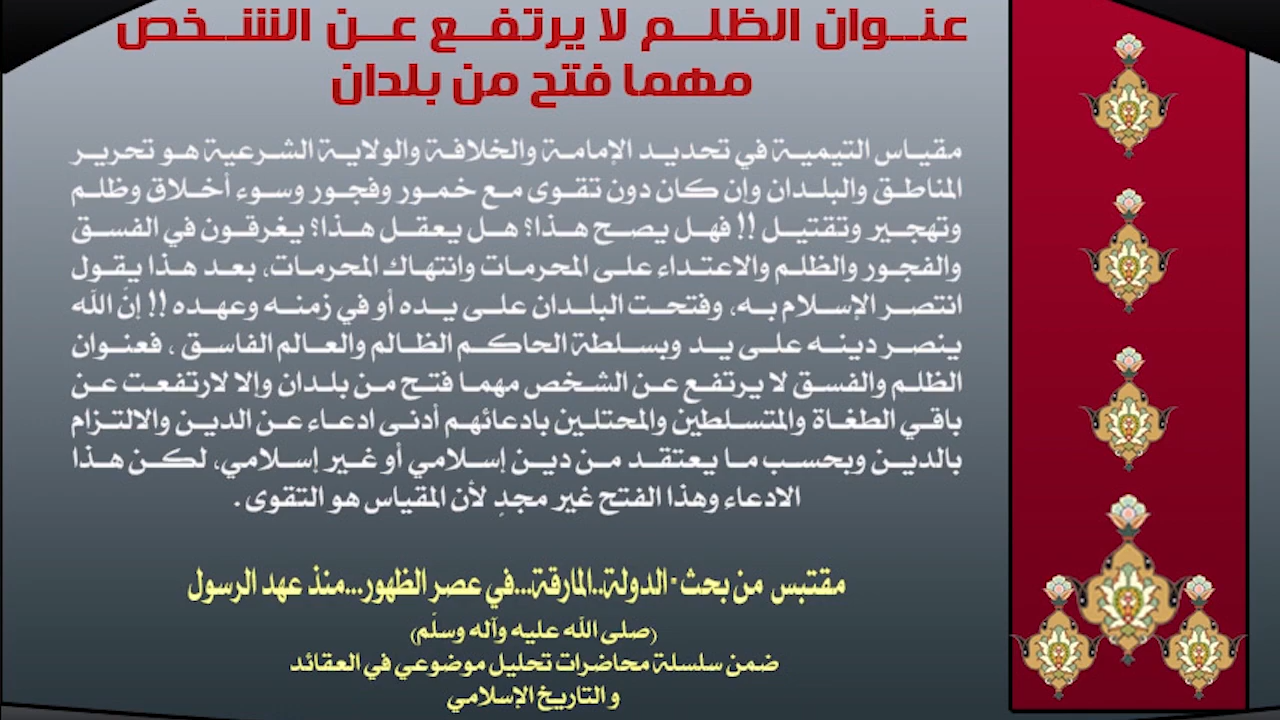 عنوان الظلم لا يرتفع عن الشخص
مهما فتح من بلدان
مقياس التيمية في تحديد الإمامة والخلافة والولاية الشرعية هو تحرير
المناطق والبلدان وإن كان دون تقوى مع خمور وفجور وسوء أخلاق وظلم
وتهجير وتقتيل !! فهل يصح هذا؟ هل يعقل هذا؟ يغرقون في الفسق
والفجور والظلم والاعتداء على المحرمات وانتهاك المحرمات، بعد هذا يقول
انتصر الإسلام به، وفتحت البلدان على يده أو في زمنه وعهده !! إنّ الله
ينصر دينه على يد وبسلطة الحاكم الظالم والعالم الفاسق ، فعنوان
الظلم والفسق لا يرتفع عن الشخص مهما فتح من بلدان وإلا لارتفعت عن
باقي الطغاة والمتسلطين والمحتلين بادعائهم أدنى ادعاء عن الدين والالتزام
بالدين وبحسب ما يعتقد من دين إسلامي أو غير إسلامي، لكن هذا
الادعاء وهذا الفتح غير مجدٍ لأن المقياس هو التقوى .
مقتبس من بحث- الدولة..المارقة...في عصر الظهور...منذ عهد الرسول
(صلى الله عليه وآله وسلّم)
ضمن سلسلة محاضرات تحليل موضوعي في العقائد
و التاريخ الإسلامي